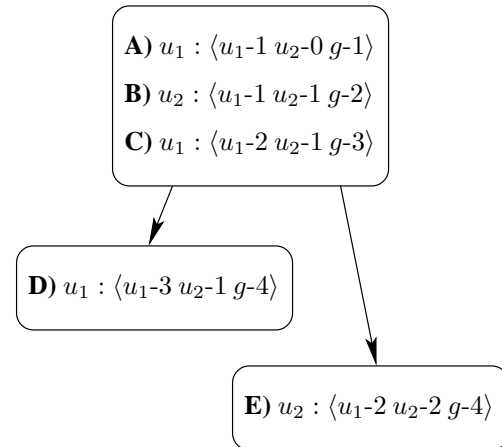 A) u₁ : ⟨u₁-1 u₂-0 g-1⟩
B) u₂ : ⟨u₁-1 u₂-1 g-2⟩
C) u₁ : ⟨u₁-2 u₂-1 g-3⟩
D) u₁ : ⟨u₁-3 u₂-1 g-4⟩
E) u₂ : ⟨u₁-2 u₂-2 g-4⟩